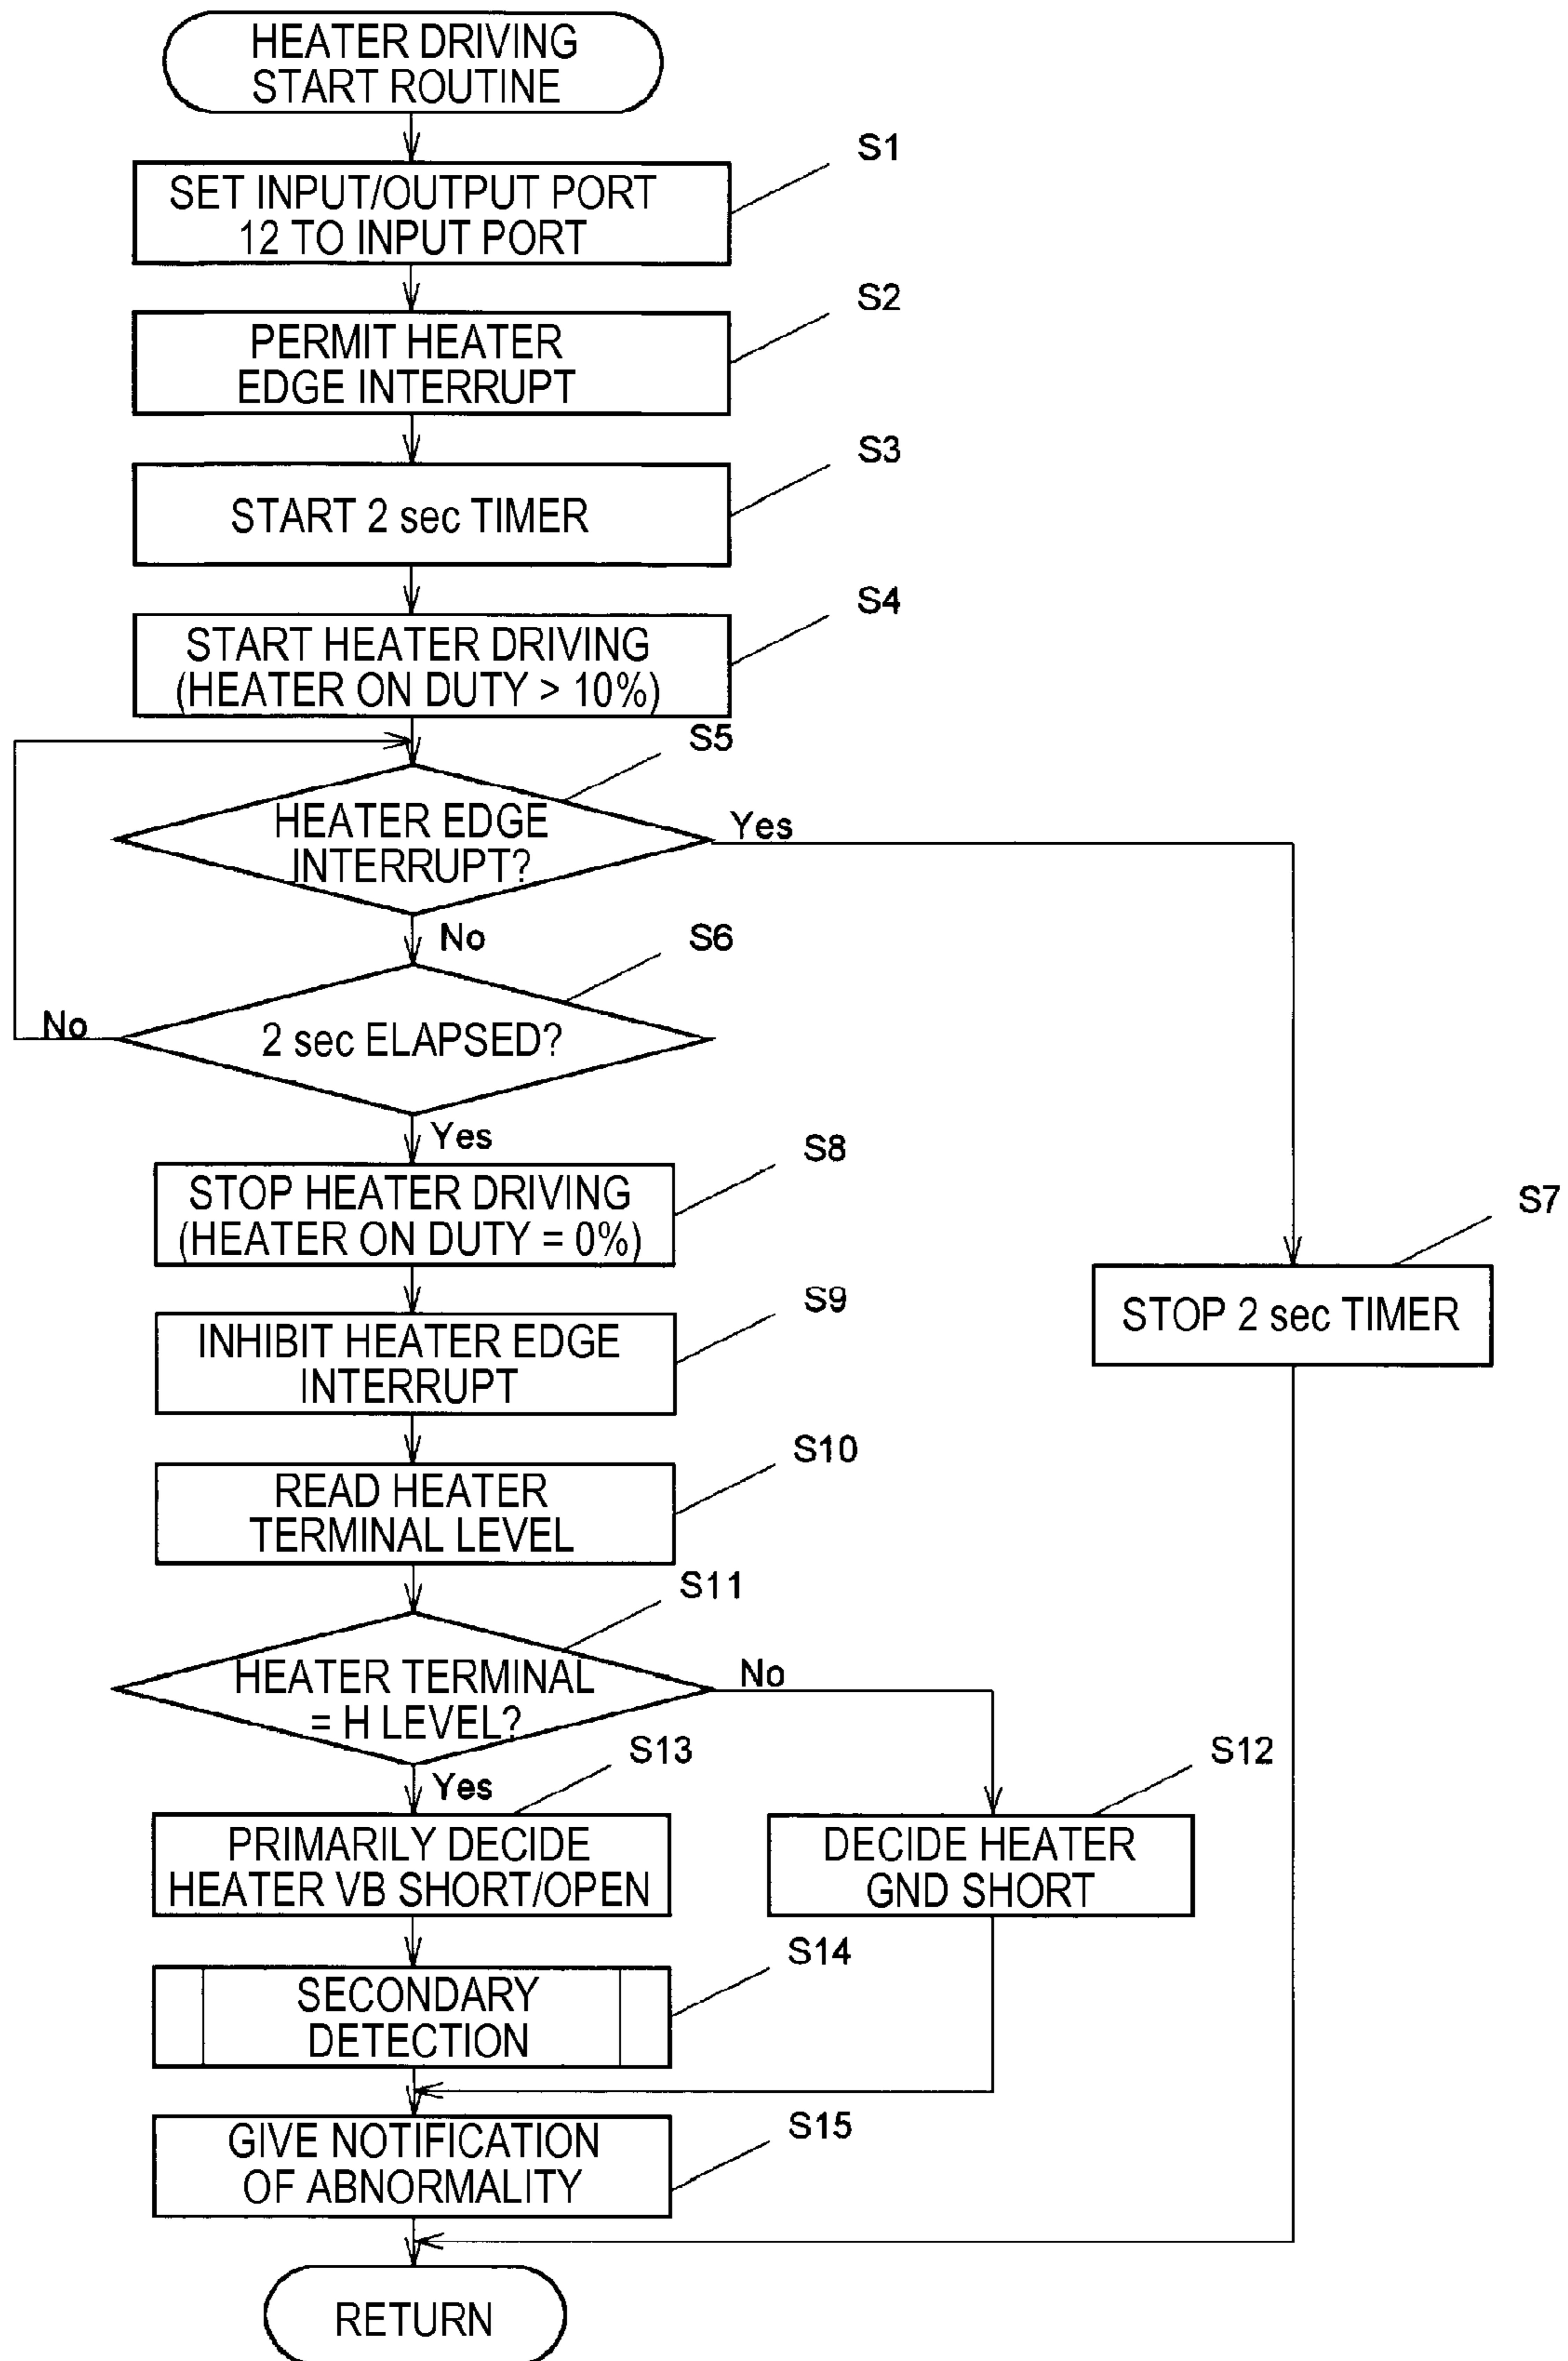 HEATER DRIVING
START ROUTINE
S1
SET INPUT/OUTPUT PORT
12 TO INPUT PORT
S2
PERMIT HEATER
EDGE INTERRUPT
S3
START 2 sec TIMER
S4
START HEATER DRIVING
(HEATER ON DUTY > 10%)
S5
HEATER EDGE
INTERRUPT?
Yes
No
S6
2 sec ELAPSED?
No
Yes
S8
STOP HEATER DRIVING
(HEATER ON DUTY = 0%)
S7
STOP 2 sec TIMER
S9
INHIBIT HEATER EDGE
INTERRUPT
S10
READ HEATER
TERMINAL LEVEL
S11
HEATER TERMINAL
= H LEVEL?
No
Yes
S13
PRIMARILY DECIDE
HEATER VB SHORT/OPEN
S12
DECIDE HEATER
GND SHORT
S14
SECONDARY
DETECTION
S15
GIVE NOTIFICATION
OF ABNORMALITY
RETURN